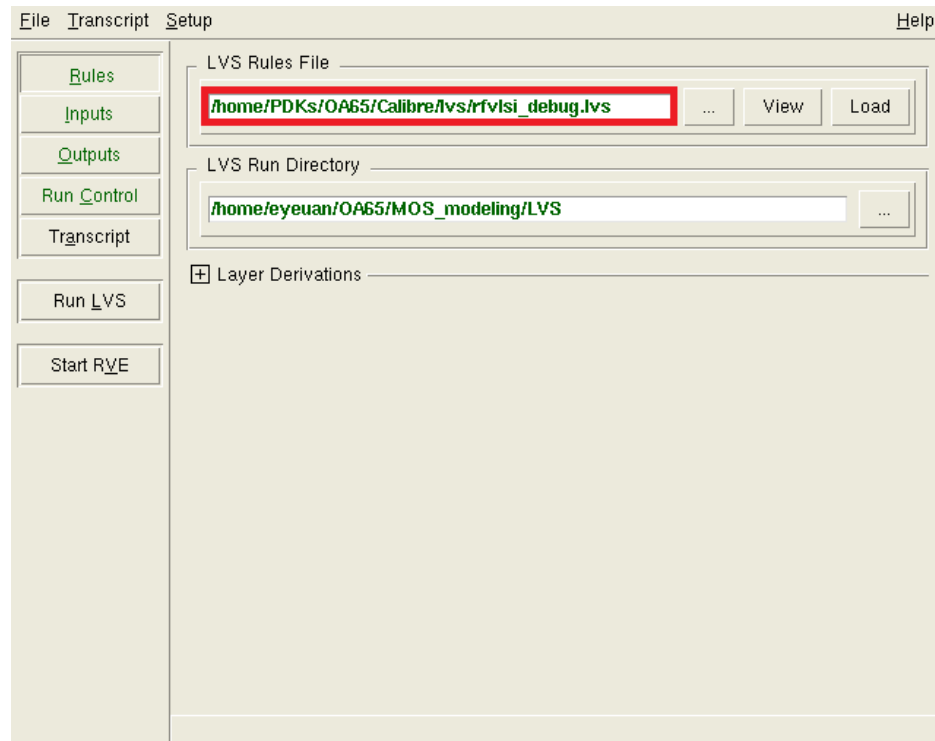 File Transcript Setup Help
Rules
Inputs
Outputs
Run Control
Transcript
Run LVS
Start RVE
LVS Rules File
/home/PDKs/OA65/Calibre/lvs/rfvlsi_debug.lvs ... View Load
LVS Run Directory
/home/eyeuan/OA65/MOS_modeling/LVS ...
+ Layer Derivations